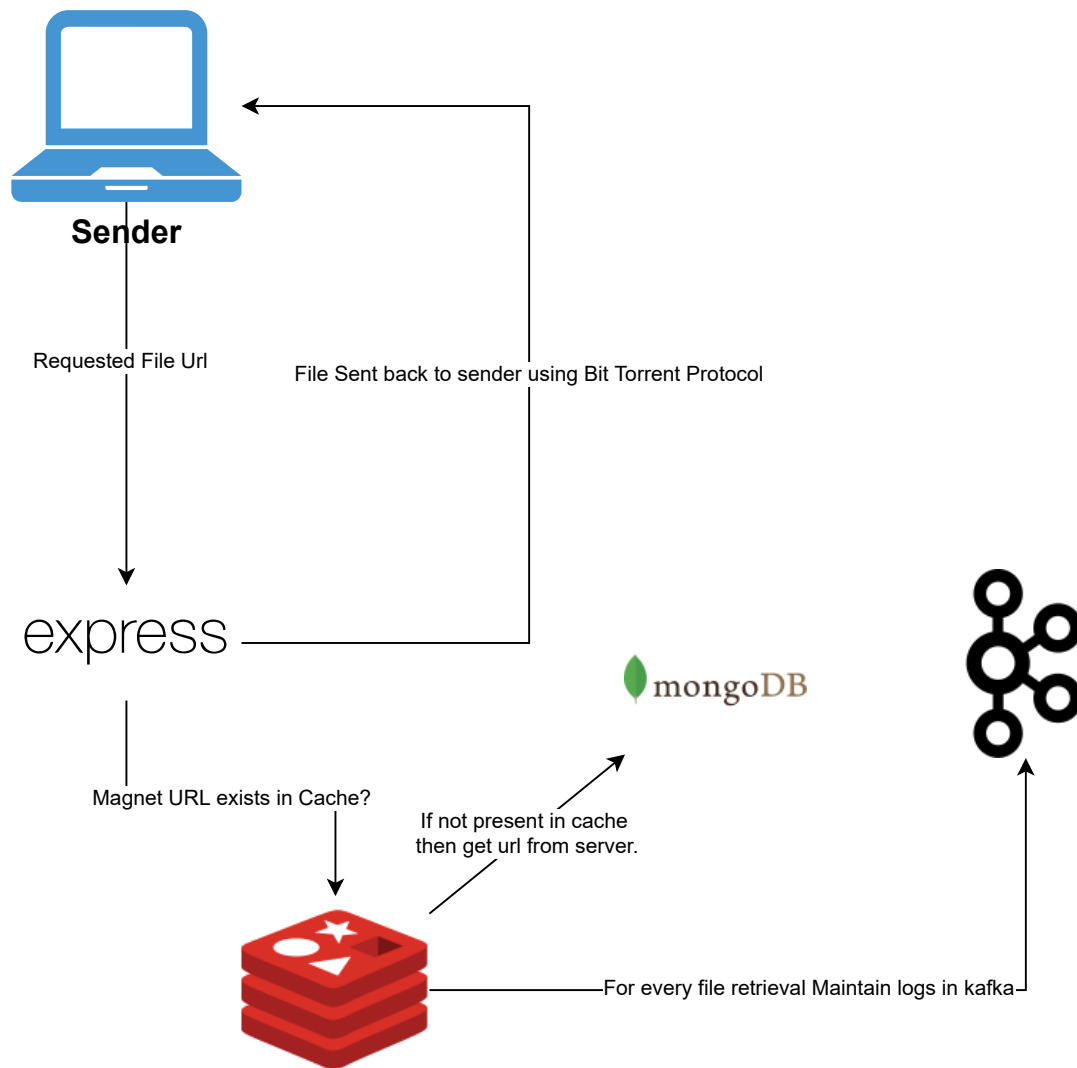 Sender
Requested File Url
File Sent back to sender using Bit Torrent Protocol
express
mongoDB
Magnet URL exists in Cache?
If not present in cache
then get url from server.
For every file retrieval Maintain logs in kafka